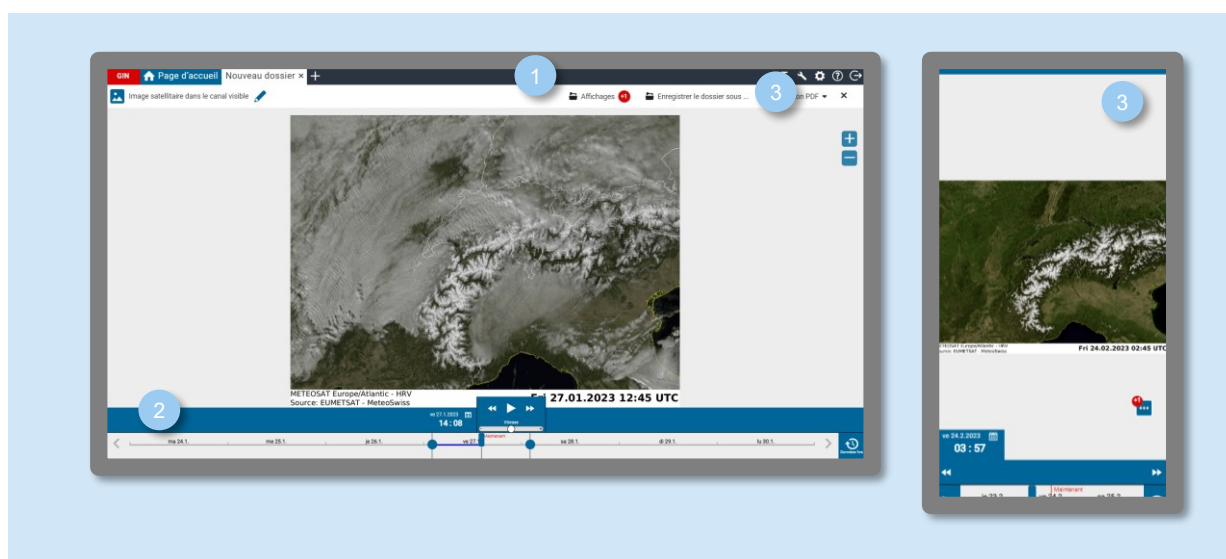 1
GIN Page d'accueil Nouveau dossier × +
3
Image satellitaire dans le canal visible
Affichages +1 Enregistrer le dossier sous ... on PDF
METEOSAT Europe/Atlantic - HRV
Source: EUMETSAT - MeteoSwiss
27.01.2023 12:45 UTC
2
ve 27.1.2023
14:08
Vitesse
Maintenant
ma 24.1. me 25.1. je 26.1. ve 27. sa 28.1. di 29.1. lu 30.1.
3
METEOSAT Europe/Atlantic - HRV
EUMETSAT - MeteoSwiss
Fri 24.02.2023 02:45 UTC
+1
ve 24.2.2023
03:57
Maintenant